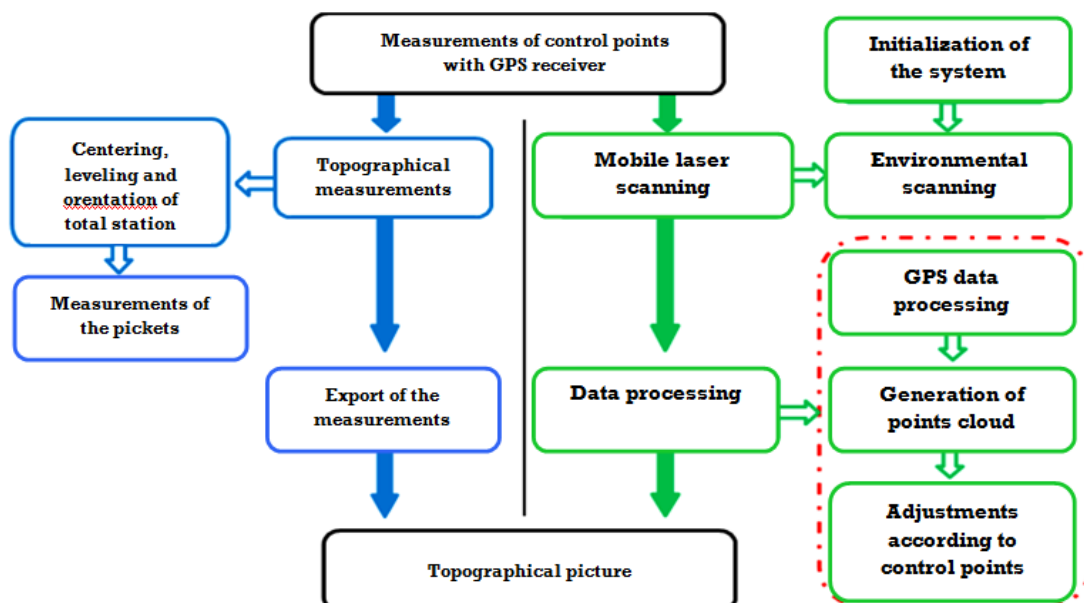 Measurements of control points
with GPS receiver
Initialization of
the system
Centering,
leveling and
orentation of
total station
Topographical
measurements
Mobile laser
scanning
Environmental
scanning
Measurements of
the pickets
GPS data
processing
Export of the
measurements
Data processing
Generation of
points cloud
Adjustments
according to
control points
Topographical picture